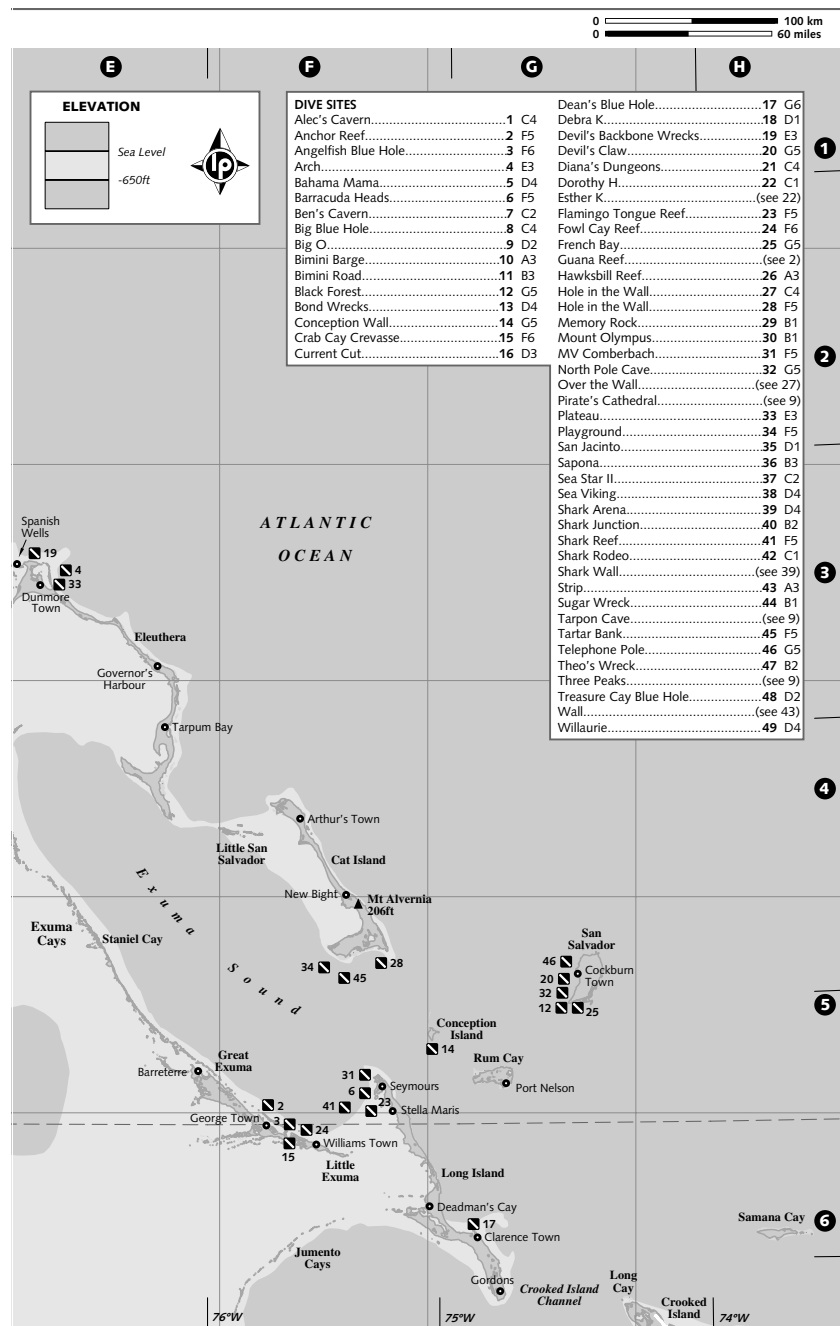 0 100 km
0 60 miles
E F G H
ELEVATION
Sea Level
-650ft
lp
DIVE SITES
Alec's Cavern 1 C4
Anchor Reef 2 F5
Angelfish Blue Hole 3 F6
Arch 4 E3
Bahama Mama 5 D4
Barracuda Heads 6 F5
Ben's Cavern 7 C2
Big Blue Hole 8 C4
Big O 9 D2
Bimini Barge 10 A3
Bimini Road 11 B3
Black Forest 12 G5
Bond Wrecks 13 D4
Conception Wall 14 G5
Crab Cay Crevasse 15 F6
Current Cut 16 D3
Dean's Blue Hole 17 G6
Debra K 18 D1
Devil's Backbone Wrecks 19 E3
Devil's Claw 20 G5
Diana's Dungeons 21 C4
Dorothy H 22 C1
Esther K (see 22)
Flamingo Tongue Reef 23 F5
Fowl Cay Reef 24 F6
French Bay 25 G5
Guana Reef (see 2)
Hawksbill Reef 26 A3
Hole in the Wall 27 C4
Hole in the Wall 28 F5
Memory Rock 29 B1
Mount Olympus 30 B1
MV Comberbach 31 F5
North Pole Cave 32 G5
Over the Wall (see 27)
Pirate's Cathedral (see 9)
Plateau 33 E3
Playground 34 F5
San Jacinto 35 D1
Sapona 36 B3
Sea Star II 37 C2
Sea Viking 38 D4
Shark Arena 39 D4
Shark Junction 40 B2
Shark Reef 41 F5
Shark Rodeo 42 C1
Shark Wall (see 39)
Strip 43 A3
Sugar Wreck 44 B1
Tarpon Cave (see 9)
Tartar Bank 45 F5
Telephone Pole 46 G5
Theo's Wreck 47 B2
Three Peaks (see 9)
Treasure Cay Blue Hole 48 D2
Wall (see 43)
Willaurie 49 D4
1
2
3
4
5
6
ATLANTIC
OCEAN
Spanish
Wells
19
4
33
Dunmore
Town
Eleuthera
Governor's
Harbour
Tarpum Bay
Arthur's Town
Little San
Salvador
Cat Island
New Bight
Mt Alvernia
206ft
Exuma
Sound
Exuma
Cays
Staniel Cay
34
45
28
San
Salvador
46
Cockburn
Town
20
32
12
25
Conception
Island
14
Rum Cay
Port Nelson
Great
Exuma
Barreterre
31
Seymours
6
23
41
Stella Maris
2
George Town
3
24
15
Williams Town
Little
Exuma
Long Island
Deadman's Cay
17
Clarence Town
Samana Cay
Jumento
Cays
Gordons
Crooked Island
Channel
Long
Cay
Crooked
Island
76°W
75°W
74°W